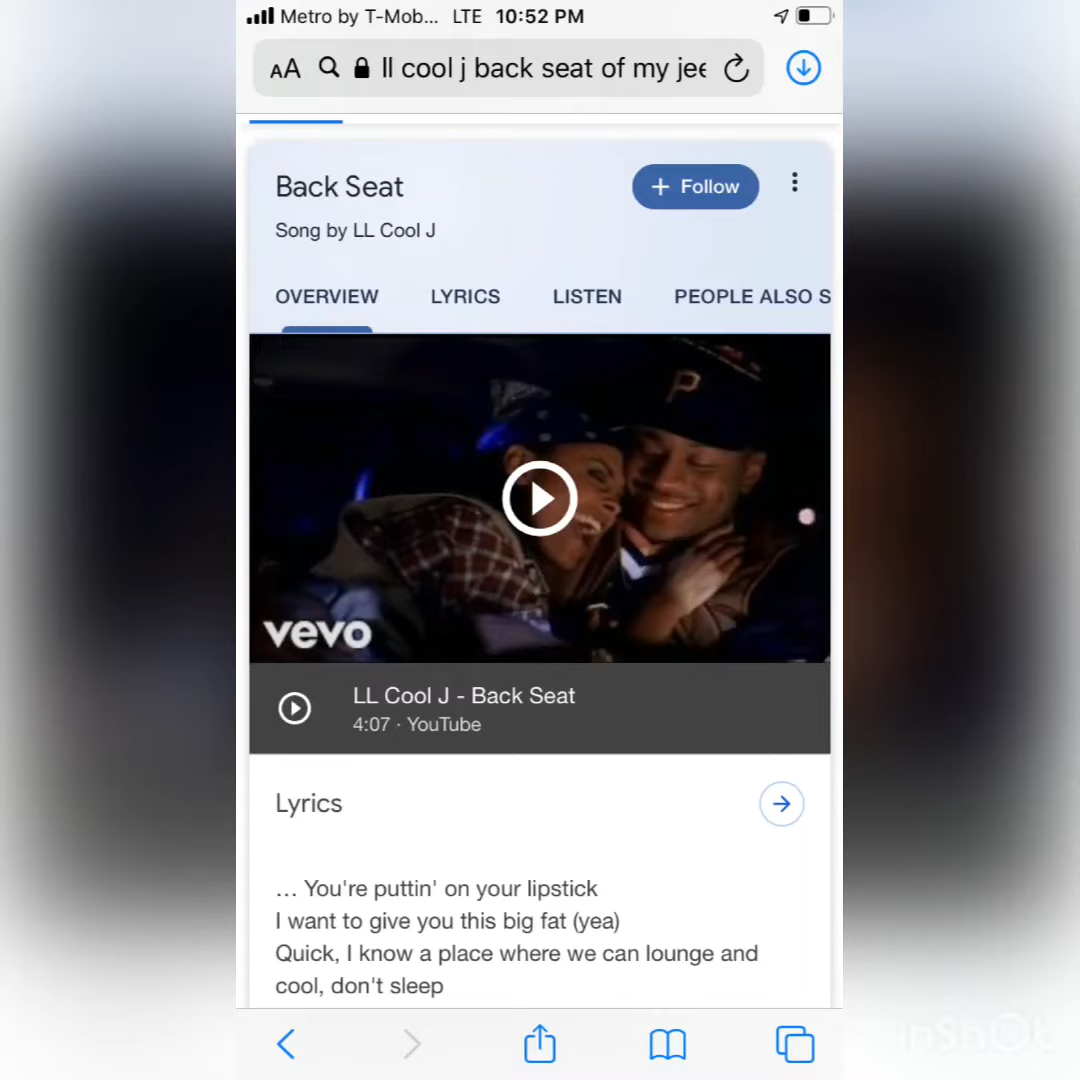 Metro by T-Mob... LTE 10:52 PM
AA ll cool j back seat of my jee
Back Seat
+ Follow
Song by LL Cool J
OVERVIEW LYRICS LISTEN PEOPLE ALSO S
P
vevo
LL Cool J - Back Seat
4:07 · YouTube
Lyrics
... You're puttin' on your lipstick
I want to give you this big fat (yea)
Quick, I know a place where we can lounge and
cool, don't sleep
InShOt